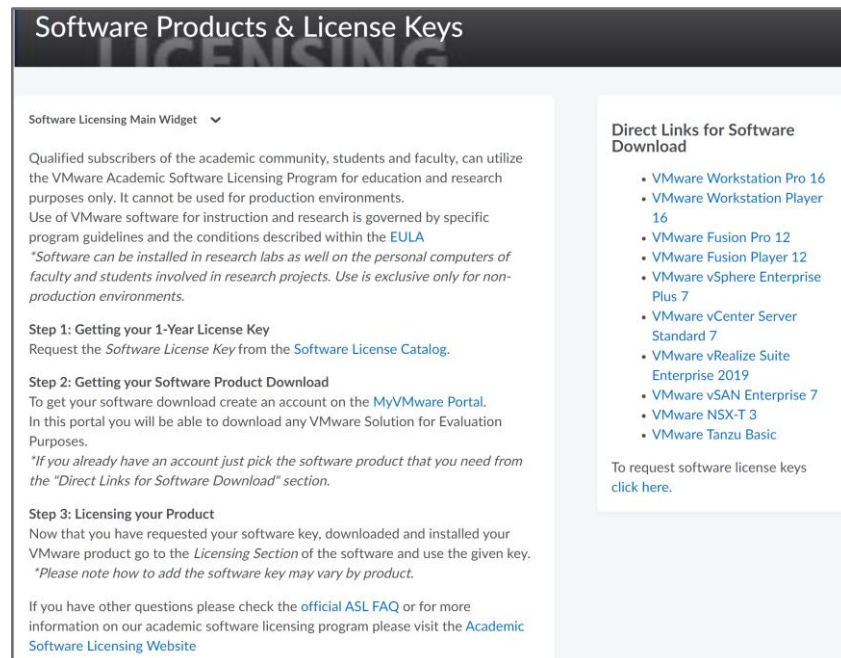 Software Products & License Keys
LICENSING
Software Licensing Main Widget
Qualified subscribers of the academic community, students and faculty, can utilize
the VMware Academic Software Licensing Program for education and research
purposes only. It cannot be used for production environments.
Use of VMware software for instruction and research is governed by specific
program guidelines and the conditions described within the EULA
*Software can be installed in research labs as well on the personal computers of
faculty and students involved in research projects. Use is exclusive only for non-
production environments.
Step 1: Getting your 1-Year License Key
Request the Software License Key from the Software License Catalog.
Step 2: Getting your Software Product Download
To get your software download create an account on the MyVMware Portal.
In this portal you will be able to download any VMware Solution for Evaluation
Purposes.
*If you already have an account just pick the software product that you need from
the "Direct Links for Software Download" section.
Step 3: Licensing your Product
Now that you have requested your software key, downloaded and installed your
VMware product go to the Licensing Section of the software and use the given key.
*Please note how to add the software key may vary by product.
If you have other questions please check the official ASL FAQ or for more
information on our academic software licensing program please visit the Academic
Software Licensing Website
Direct Links for Software
Download
• VMware Workstation Pro 16
• VMware Workstation Player
16
• VMware Fusion Pro 12
• VMware Fusion Player 12
• VMware vSphere Enterprise
Plus 7
• VMware vCenter Server
Standard 7
• VMware vRealize Suite
Enterprise 2019
• VMware vSAN Enterprise 7
• VMware NSX-T 3
• VMware Tanzu Basic
To request software license keys
click here.